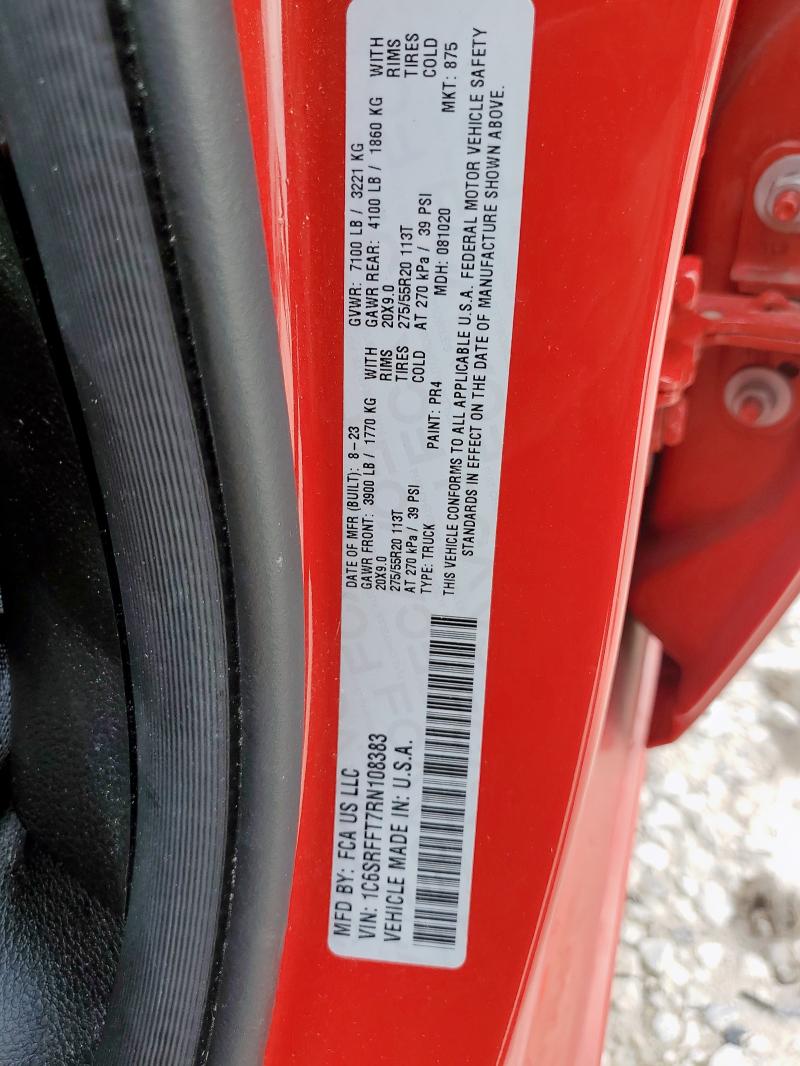 MFD BY: FCA US LLC
VIN: 1C6SRFFT7RN108383
VEHICLE MADE IN: U.S.A.
DATE OF MFR (BUILT): 8-23
GAWR FRONT: 3900 LB / 1770 KG WITH
20X9.0 RIMS
275/55R20 113T TIRES
AT 270 kPa / 39 PSI COLD
TYPE: TRUCK PAINT: PR4
GVWR: 7100 LB / 3221 KG
GAWR REAR: 4100 LB / 1860 KG WITH
20X9.0 RIMS
275/55R20 113T TIRES
AT 270 kPa / 39 PSI COLD
MDH: 081020 MKT: 875
THIS VEHICLE CONFORMS TO ALL APPLICABLE U.S.A. FEDERAL MOTOR VEHICLE SAFETY
STANDARDS IN EFFECT ON THE DATE OF MANUFACTURE SHOWN ABOVE.